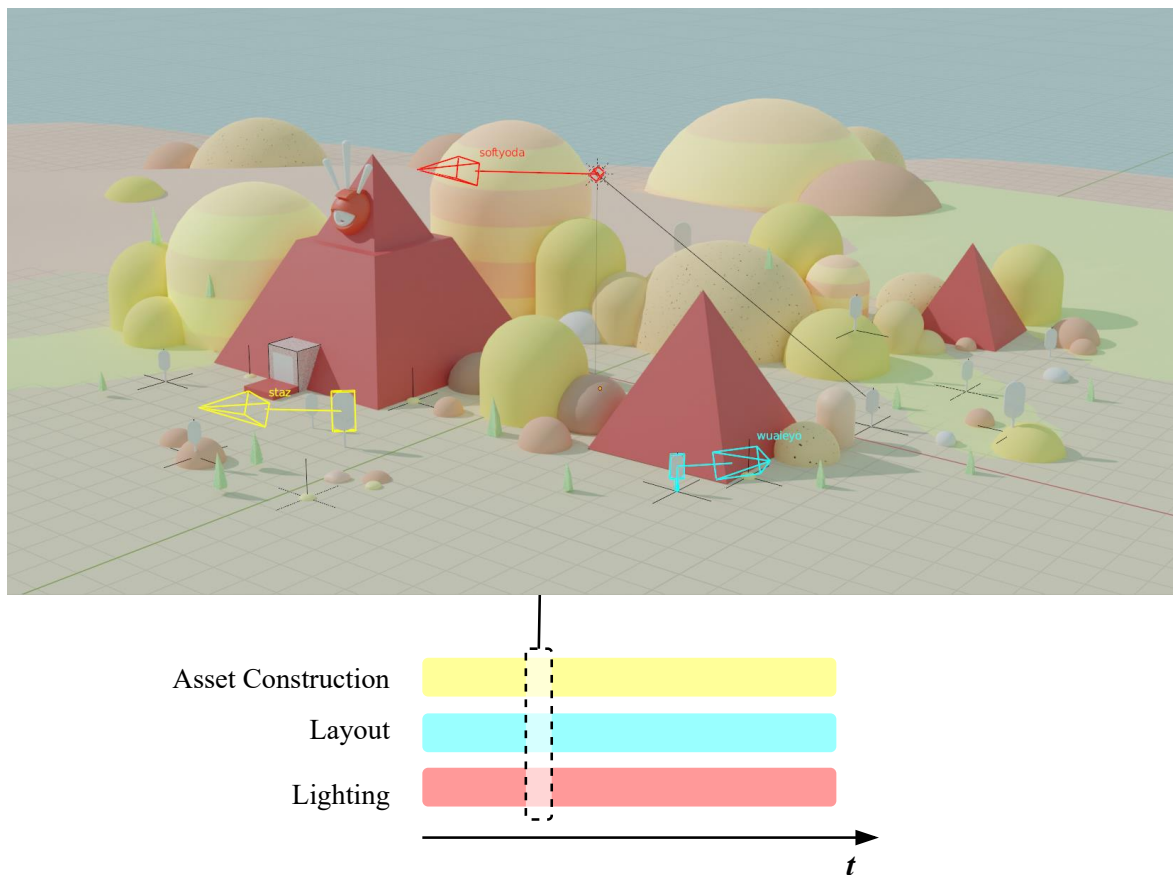 softyoda
staz
wualeyo
Asset Construction
Layout
Lighting
t